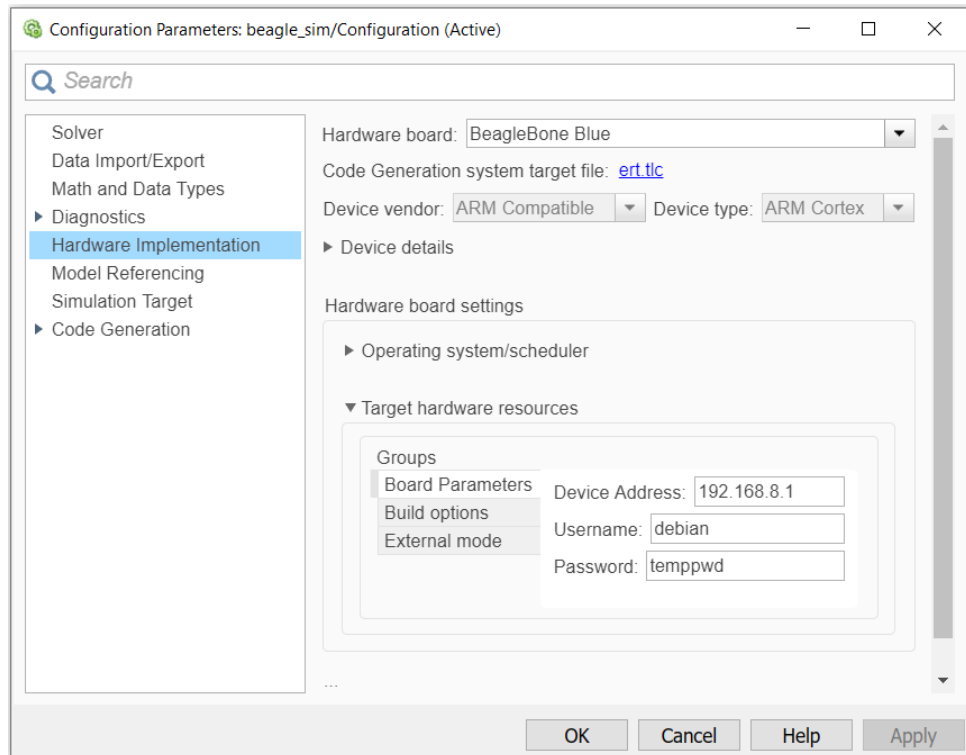 Configuration Parameters: beagle_sim/Configuration (Active)
Search
Solver
Data Import/Export
Math and Data Types
Diagnostics
Hardware Implementation
Model Referencing
Simulation Target
Code Generation
Hardware board: BeagleBone Blue
Code Generation system target file: ert.tlc
Device vendor: ARM Compatible Device type: ARM Cortex
Device details
Hardware board settings
Operating system/scheduler
Target hardware resources
Groups
Board Parameters
Build options
External mode
Device Address: 192.168.8.1
Username: debian
Password: temppwd
...
OK Cancel Help Apply